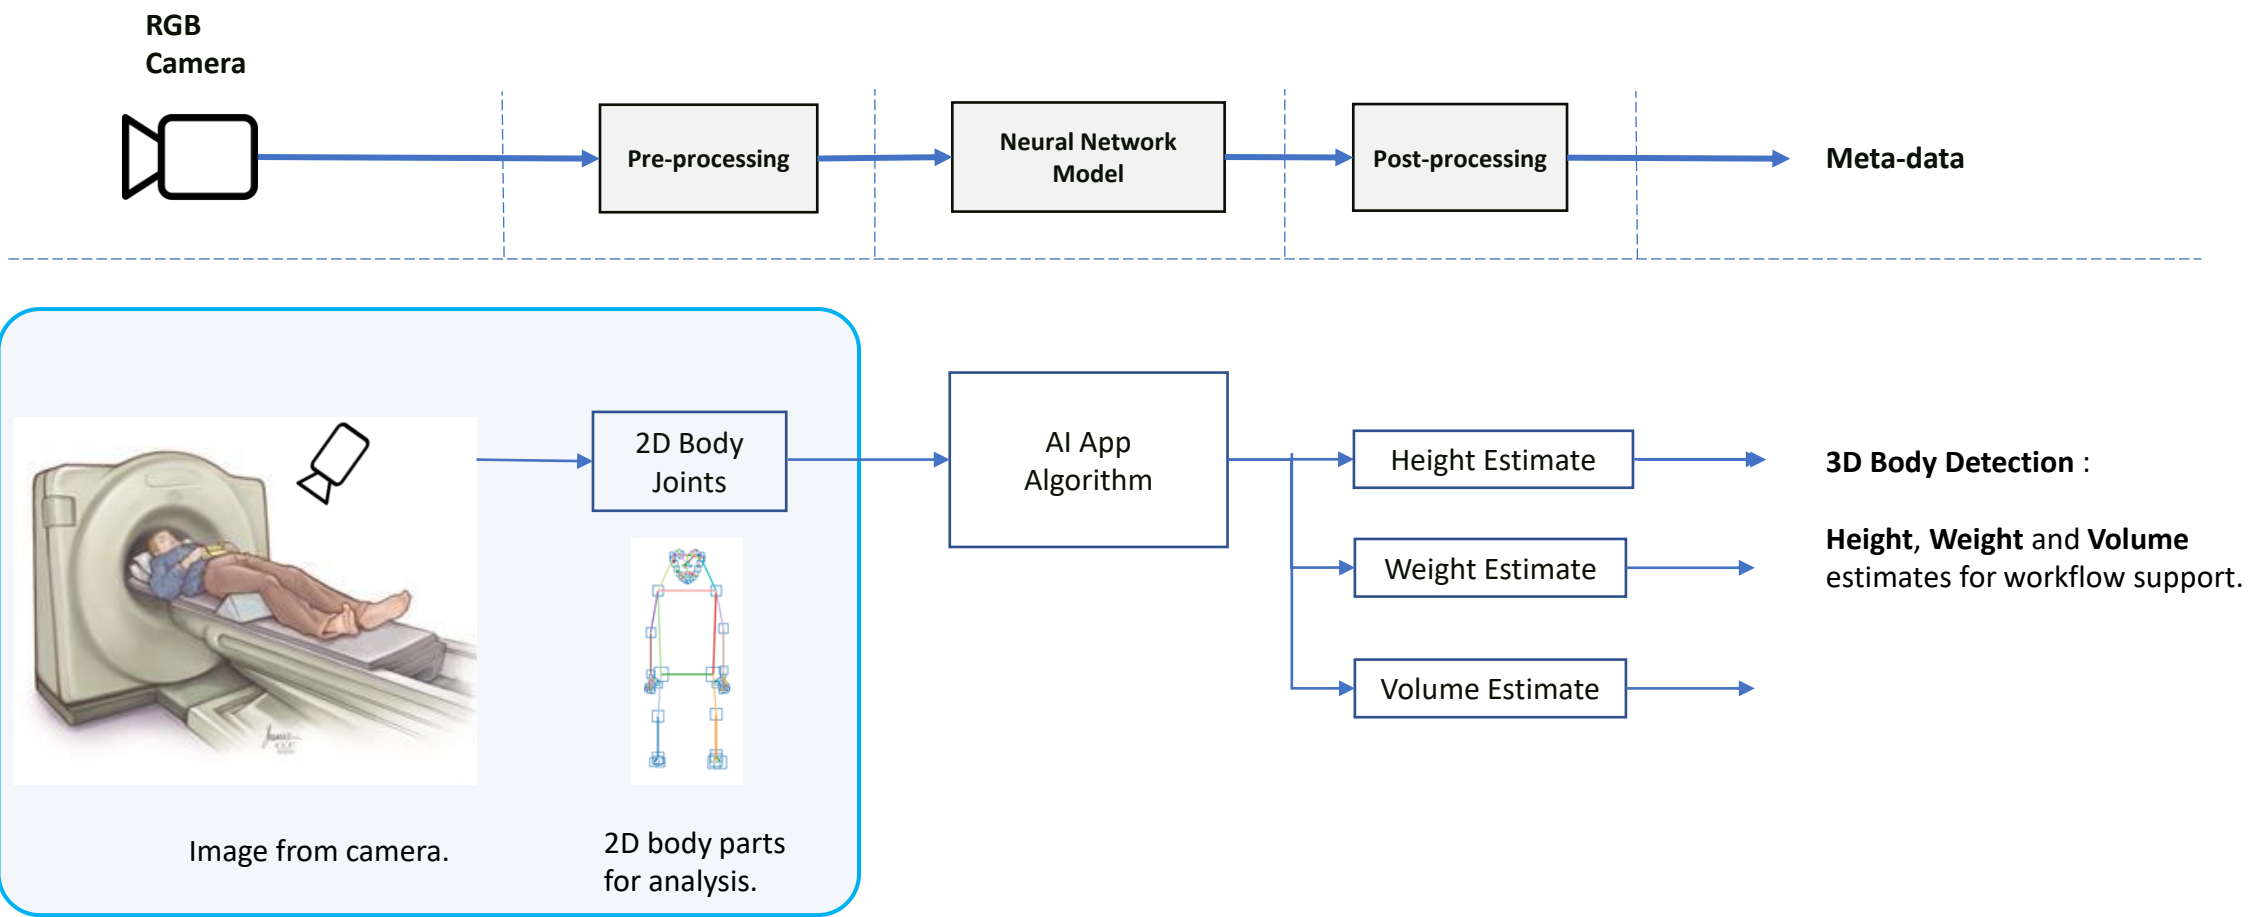 RGB
Camera
Pre-processing
Neural Network
Model
Post-processing
Meta-data
2D Body
Joints
AI App
Algorithm
Height Estimate
Weight Estimate
Volume Estimate
3D Body Detection :
Height, Weight and Volume
estimates for workflow support.
Image from camera.
2D body parts
for analysis.